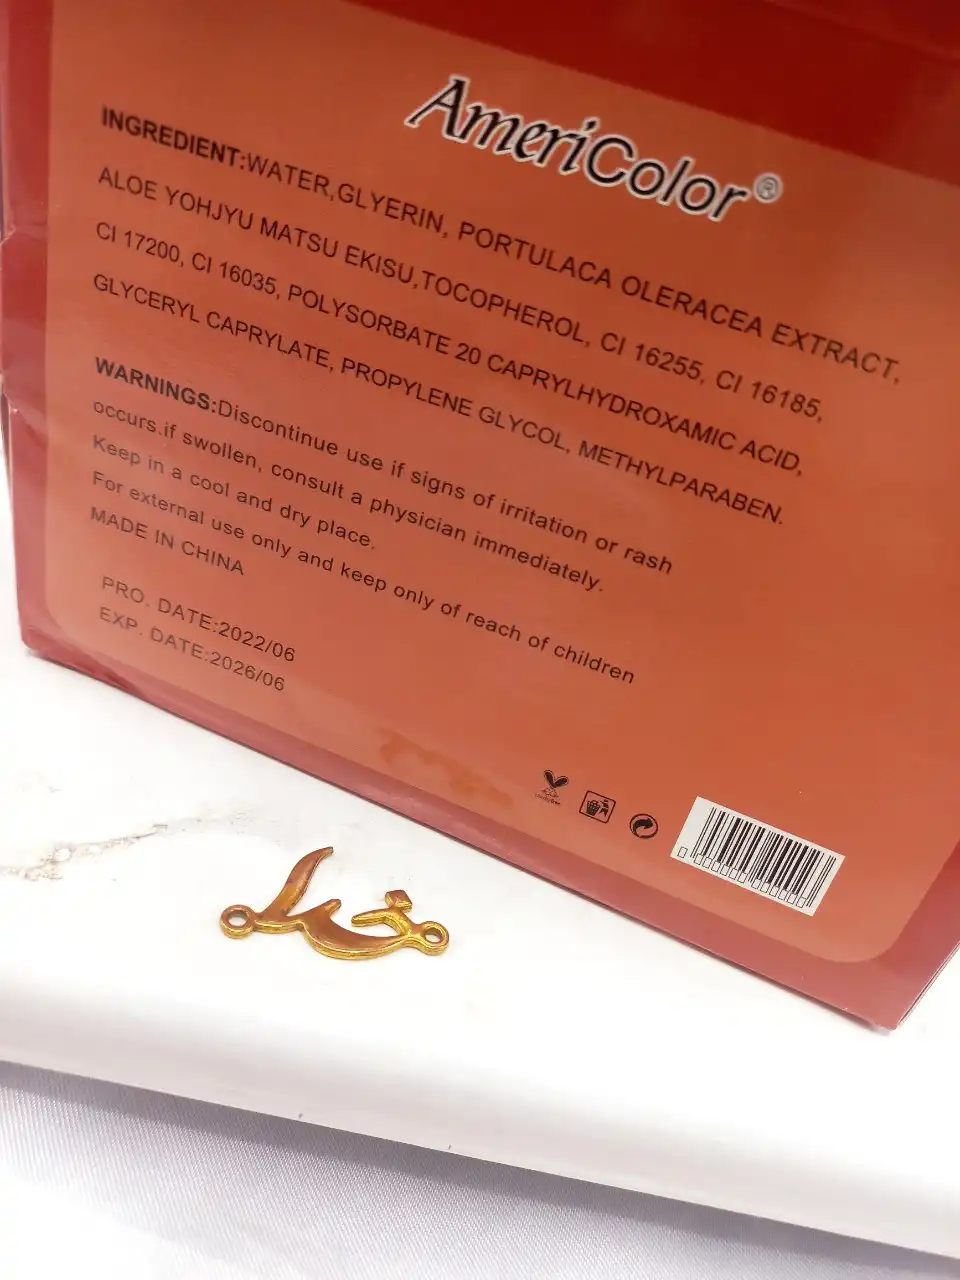 AmeriColor®
INGREDIENT:WATER,GLYERIN, PORTULACA OLERACEA EXTRACT,
ALOE YOHJYU MATSU EKISU,TOCOPHEROL, CI 16255, CI 16185,
CI 17200, CI 16035, POLYSORBATE 20 CAPRYLHYDROXAMIC ACID,
GLYCERYL CAPRYLATE, PROPYLENE GLYCOL, METHYLPARABEN.
WARNINGS:Discontinue use if signs of irritation or rash
occurs.if swollen, consult a physician immediately.
Keep in a cool and dry place.
For external use only and keep only of reach of children
MADE IN CHINA
PRO. DATE:2022/06
EXP. DATE:2026/06
خدا